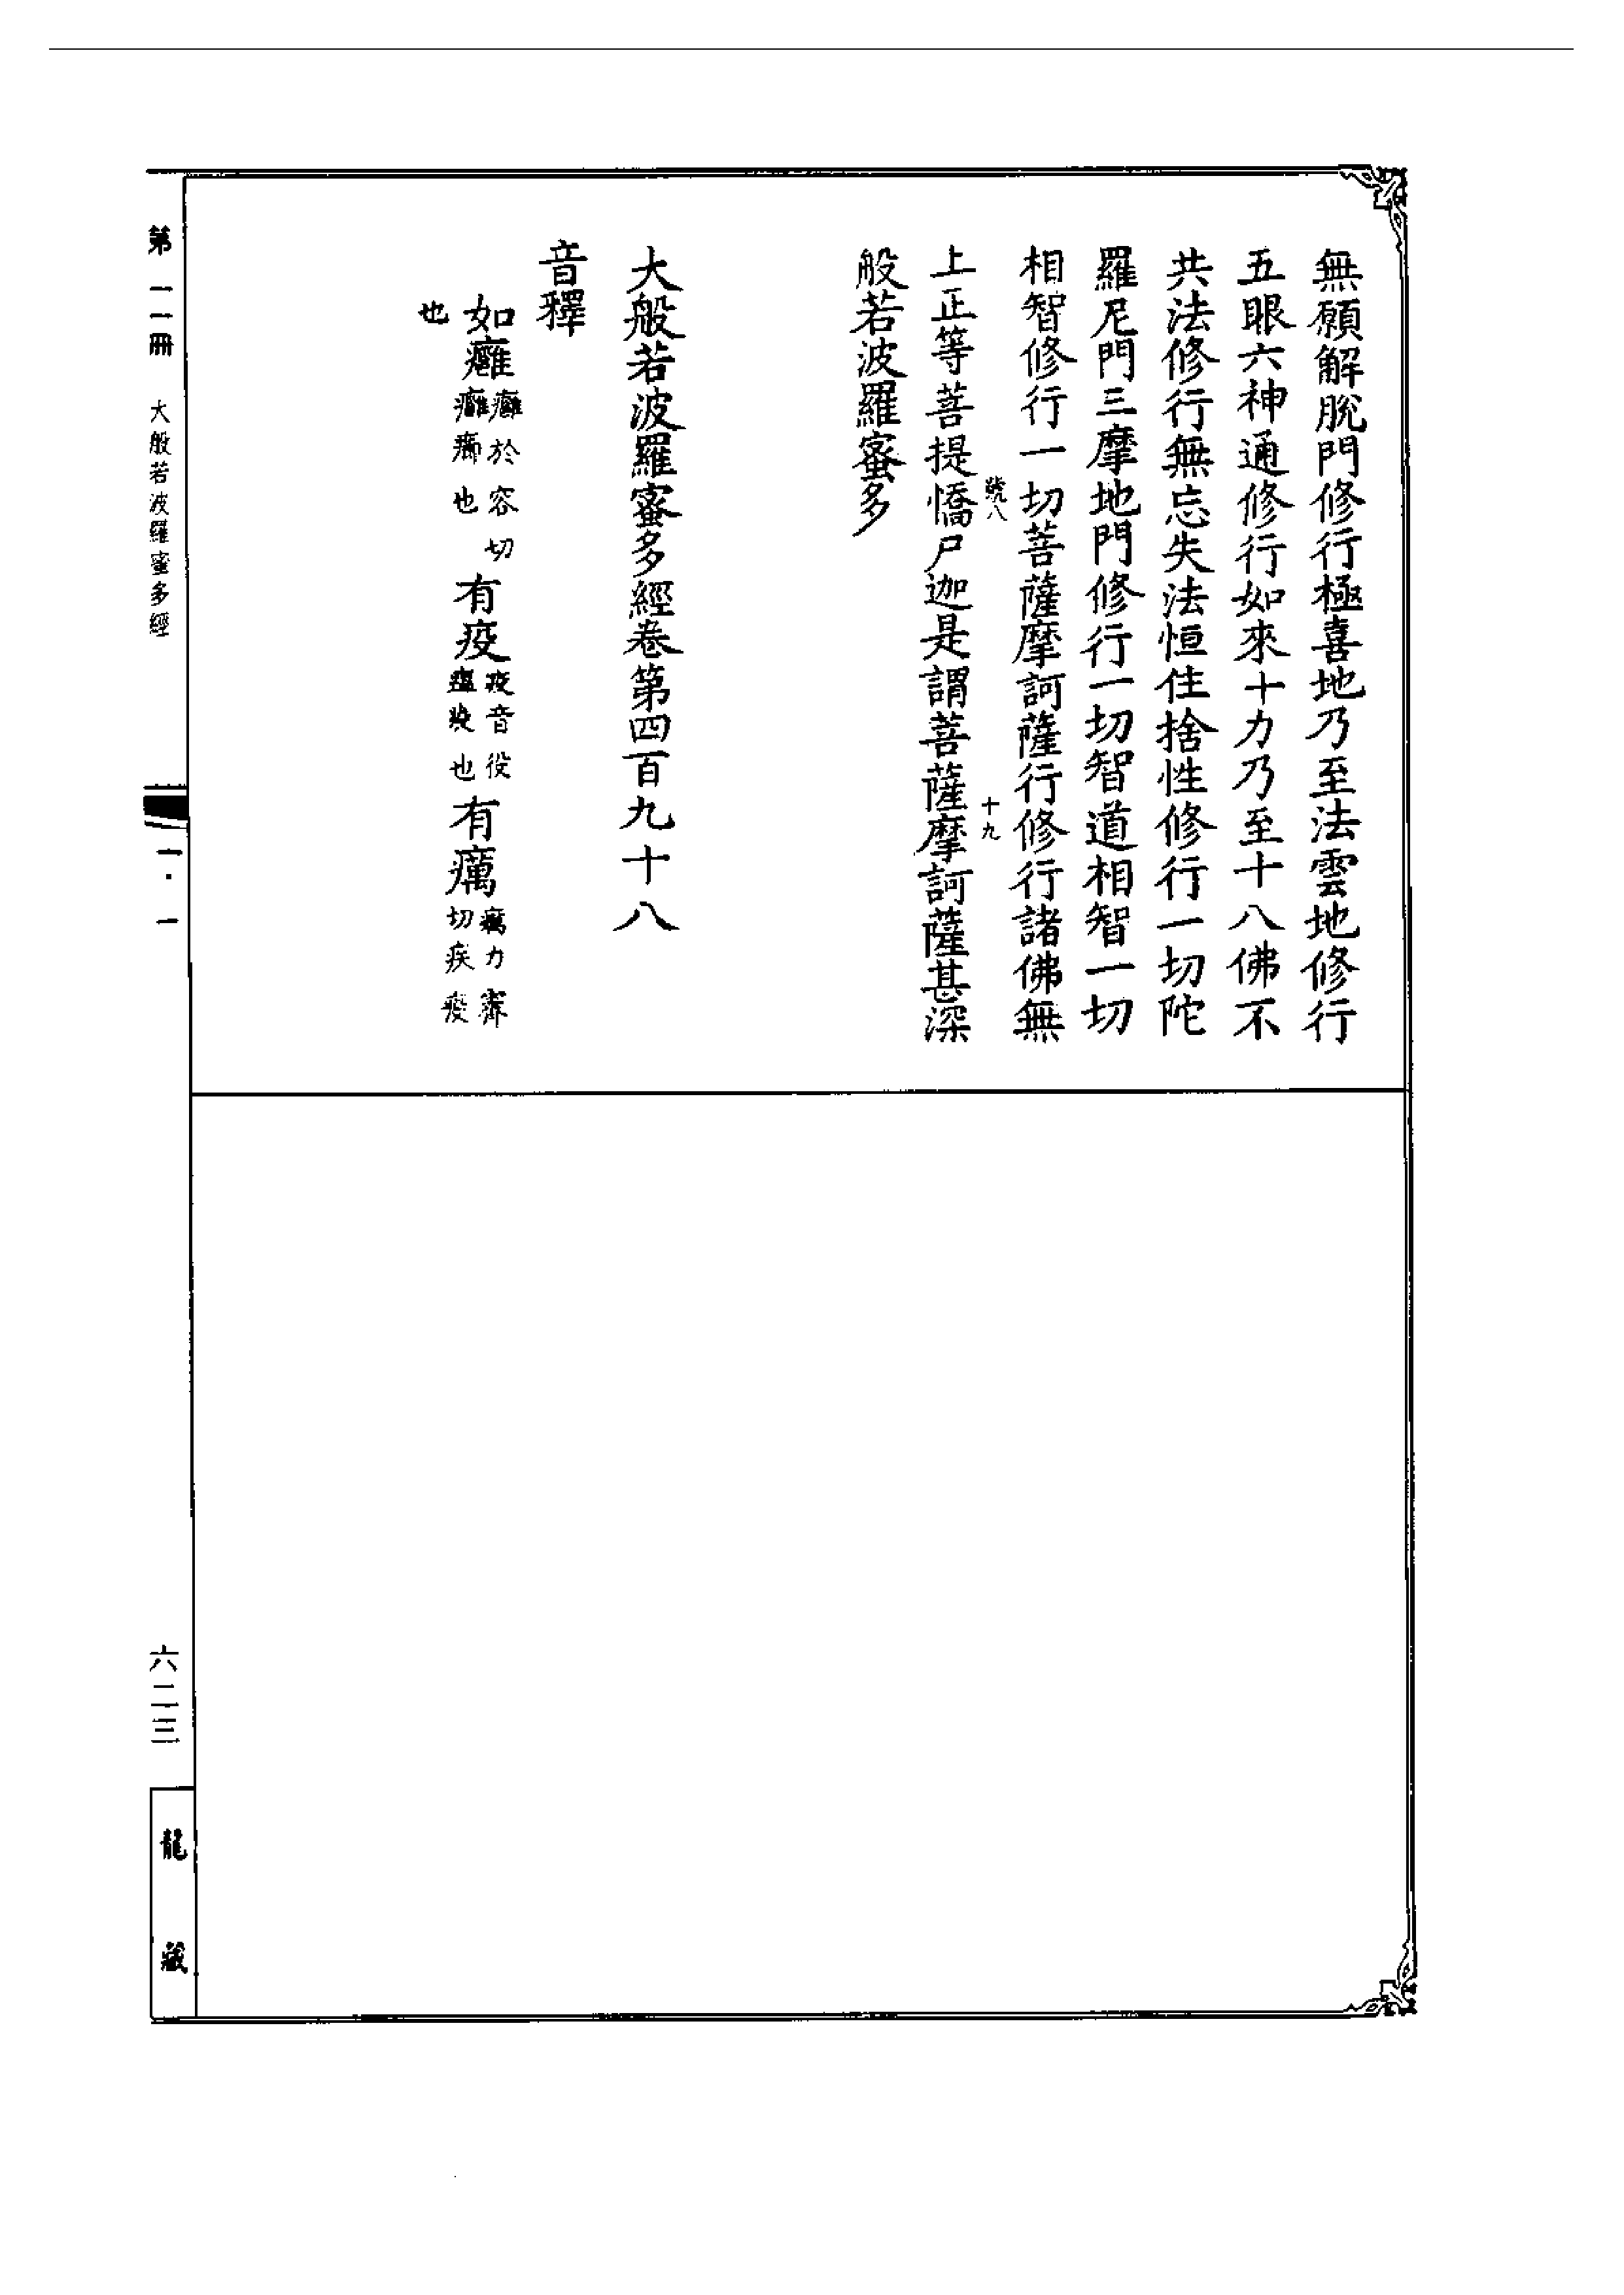 無願解脫門修行極喜地乃至法雲地修行
五眼六神通修行如來十力乃至十八佛不
共法修行無忘失法恒住捨性修行一切陀
羅尼門三摩地門修行一切智道相智一切
相智修行一切菩薩摩訶薩行修行諸佛無
號八 十九
上正等菩提憍尸迦是謂菩薩摩訶薩甚深
般若波羅蜜多
大般若波羅蜜多經卷第四百九十八
音釋
如癰癰於容切癰癤也有疫疫音役瘟疫也有癘癘力霽切疾疫
也
大般若波羅蜜多經
六二三
龍藏